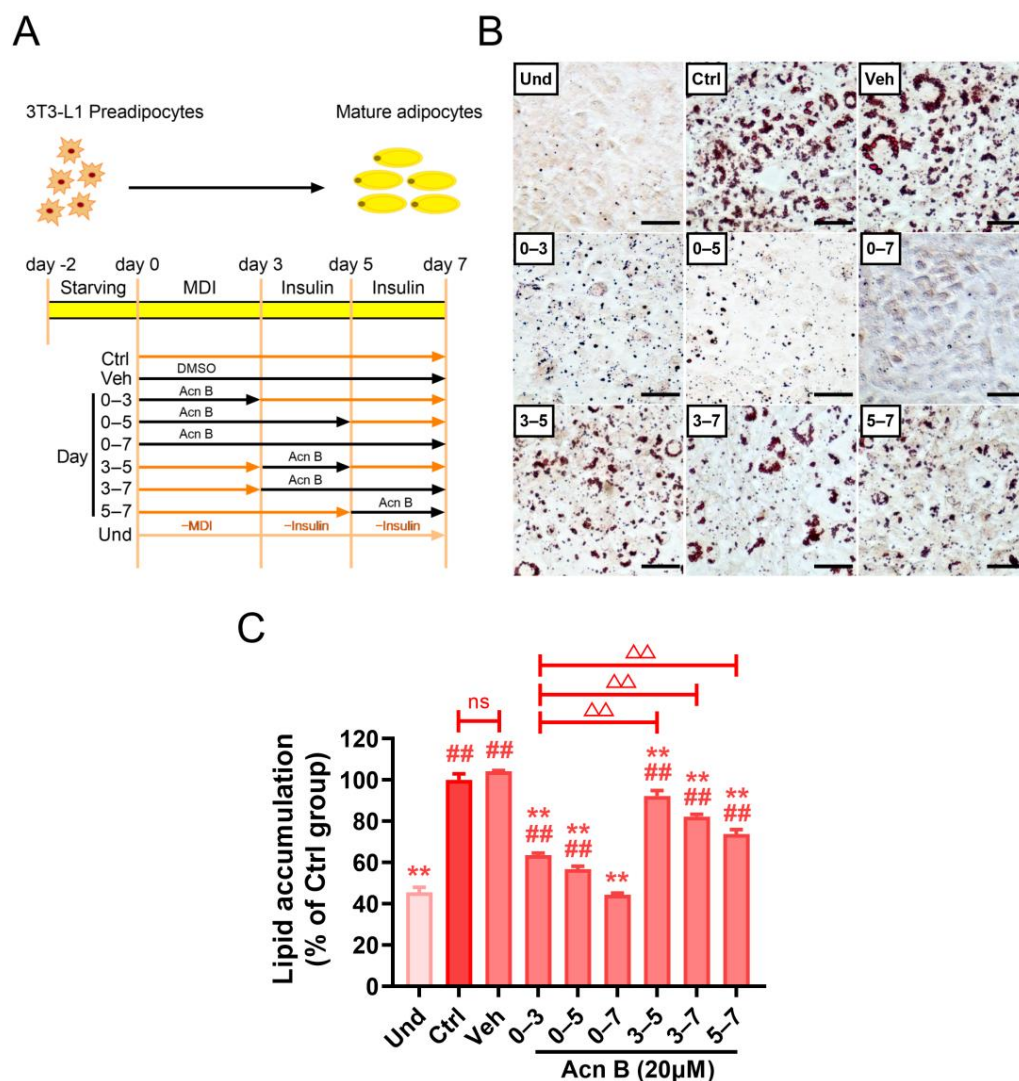 A
3T3-L1 Preadipocytes
Mature adipocytes
day -2 day 0 day 3 day 5 day 7
Starving MDI Insulin Insulin
Ctrl
Veh DMSO
0–3 Acn B
0–5 Acn B
0–7 Acn B
Day
3–5 Acn B
3–7 Acn B
5–7 Acn B
Und –MDI –Insulin –Insulin
B
Und Ctrl Veh
0–3 0–5 0–7
3–5 3–7 5–7
C
△△
△△
ns △△
Lipid accumulation
(% of Ctrl group)
120
100
80
60
40
20
0
**
##
##
**
##
**
##
**
**
##
**
##
**
##
Und Ctrl Veh 0–3 0–5 0–7 3–5 3–7 5–7
Acn B (20μM)